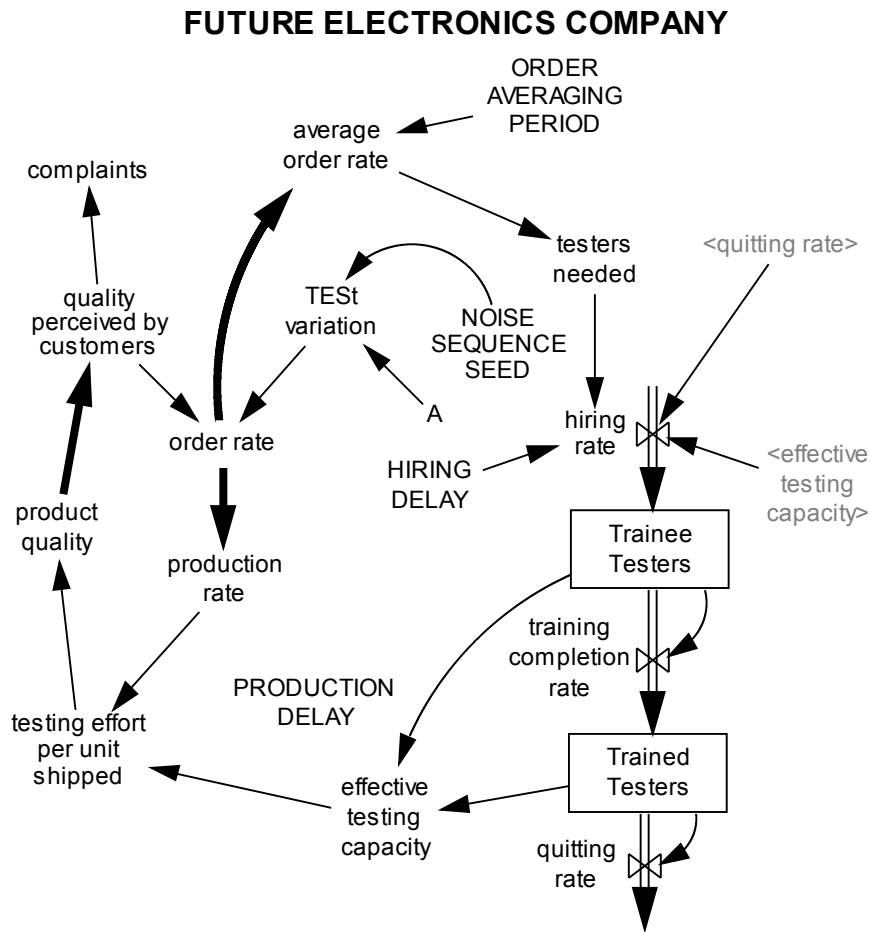 FUTURE ELECTRONICS COMPANY
ORDER
AVERAGING
PERIOD
average
order rate
complaints
testers
needed
<quitting rate>
quality
perceived by
customers
TESt
variation
NOISE
SEQUENCE
SEED
A
order rate
hiring
rate
HIRING
DELAY
<effective
testing
capacity>
product
quality
production
rate
Trainee
Testers
training
completion
rate
PRODUCTION
DELAY
testing effort
per unit
shipped
effective
testing
capacity
Trained
Testers
quitting
rate